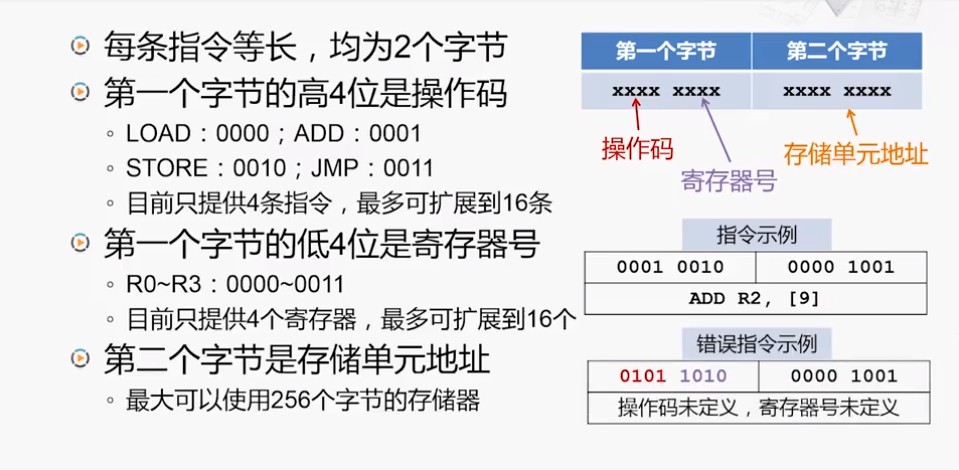 每条指令等长，均为2个字节
第一个字节的高4位是操作码
LOAD：0000；ADD：0001
STORE：0010；JMP：0011
目前只提供4条指令，最多可扩展到16条
第一个字节的低4位是寄存器号
R0~R3：0000~0011
目前只提供4个寄存器，最多可扩展到16个
第二个字节是存储单元地址
最大可以使用256个字节的存储器
第一个字节 第二个字节
xxxx xxxx xxxx xxxx
操作码
存储单元地址
寄存器号
指令示例
0001 0010 0000 1001
ADD R2, [9]
错误指令示例
0101 1010 0000 1001
操作码未定义，寄存器号未定义